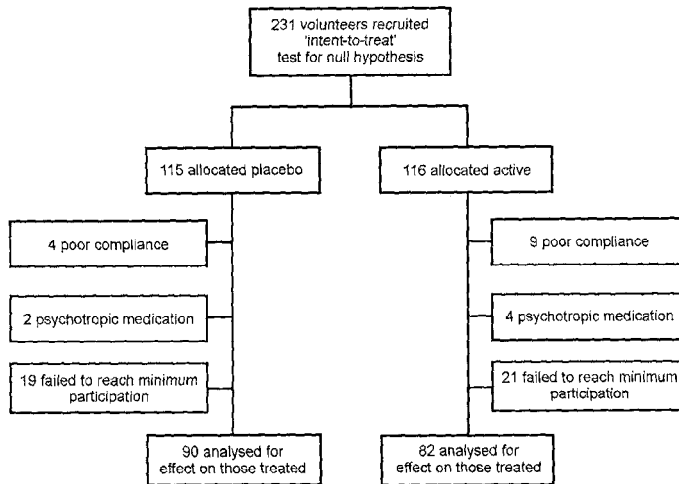 231 volunteers recruited
'intent-to-treat'
test for null hypothesis
115 allocated placebo
116 allocated active
4 poor compliance
9 poor compliance
2 psychotropic medication
4 psychotropic medication
19 failed to reach minimum
participation
21 failed to reach minimum
participation
90 analysed for
effect on those treated
82 analysed for
effect on those treated